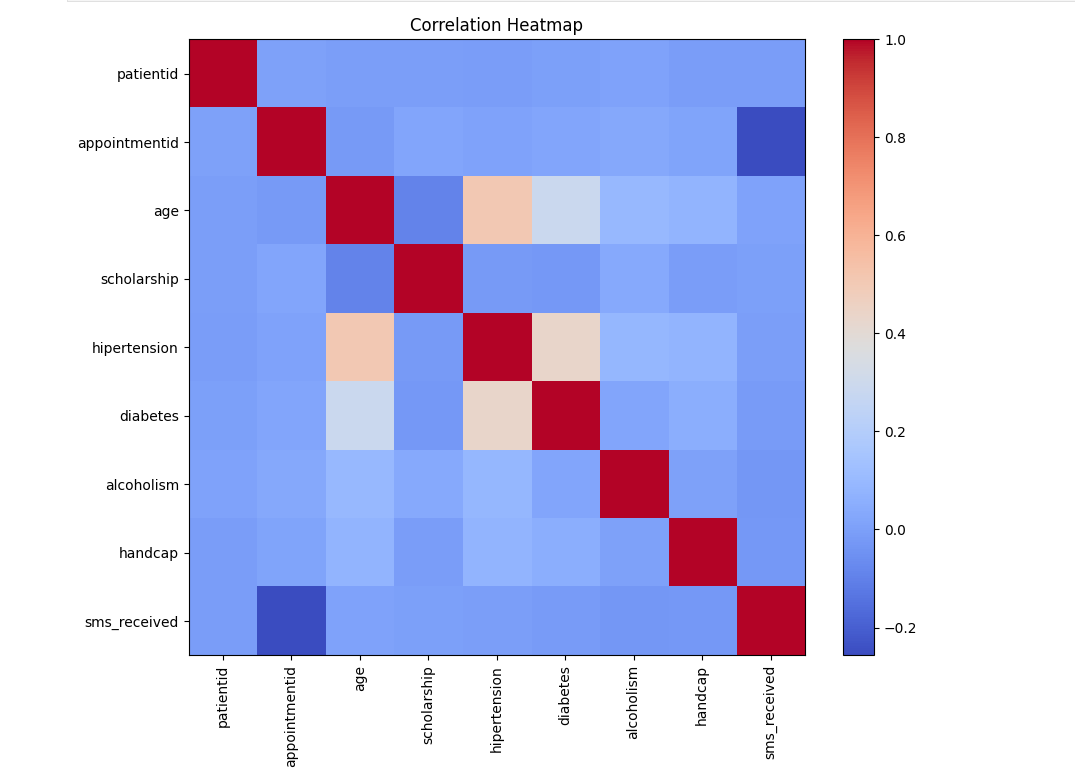 Correlation Heatmap
patientid
appointmentid
age
scholarship
hipertension
diabetes
alcoholism
handcap
sms_received
patientid
appointmentid
age
scholarship
hipertension
diabetes
alcoholism
handcap
sms_received
1.0
0.8
0.6
0.4
0.2
0.0
−0.2